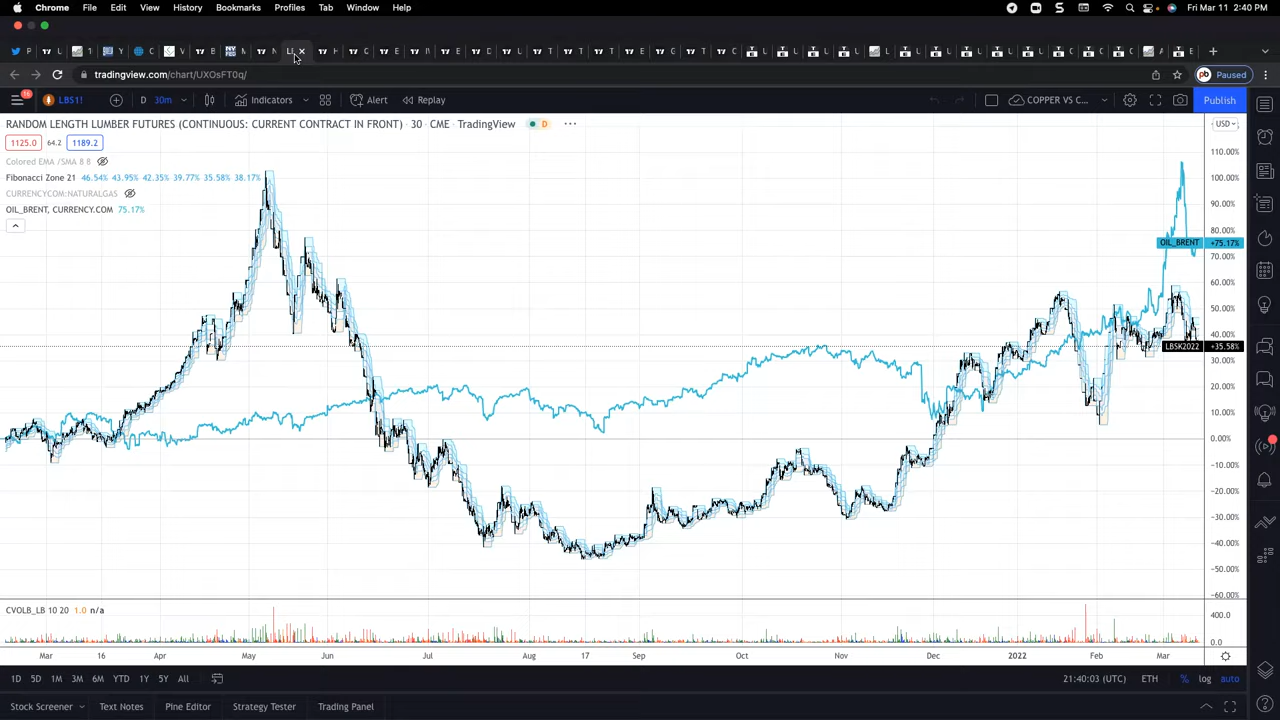 Chrome File Edit View History Bookmarks Profiles Tab Window Help Fri Mar 11 2:40 PM
tradingview.com/chart/UXOsFT0q/ Paused
16 LBS1! D 30m Indicators Alert Replay COPPER VS C... Publish
RANDOM LENGTH LUMBER FUTURES (CONTINUOUS: CURRENT CONTRACT IN FRONT) · 30 · CME · TradingView D ···
USD
1125.0 64.2 1189.2
Colored EMA /SMA 8 8
Fibonacci Zone 21 46.54% 43.95% 42.35% 39.77% 35.58% 38.17%
CURRENCYCOM:NATURALGAS
OIL_BRENT, CURRENCY.COM 75.17%
110.00%
100.00%
90.00%
80.00%
OIL_BRENT +75.17%
70.00%
60.00%
50.00%
40.00%
LBSK2022 +35.58%
30.00%
20.00%
10.00%
0.00%
-10.00%
-20.00%
-30.00%
-40.00%
-50.00%
-60.00%
CVOLB_LB 10 20 1.0 n/a
400.0
0.0
Mar 16 Apr May Jun Jul Aug 17 Sep Oct Nov Dec 2022 Feb Mar
1D 5D 1M 3M 6M YTD 1Y 5Y All 21:40:03 (UTC) ETH % log auto
Stock Screener Text Notes Pine Editor Strategy Tester Trading Panel